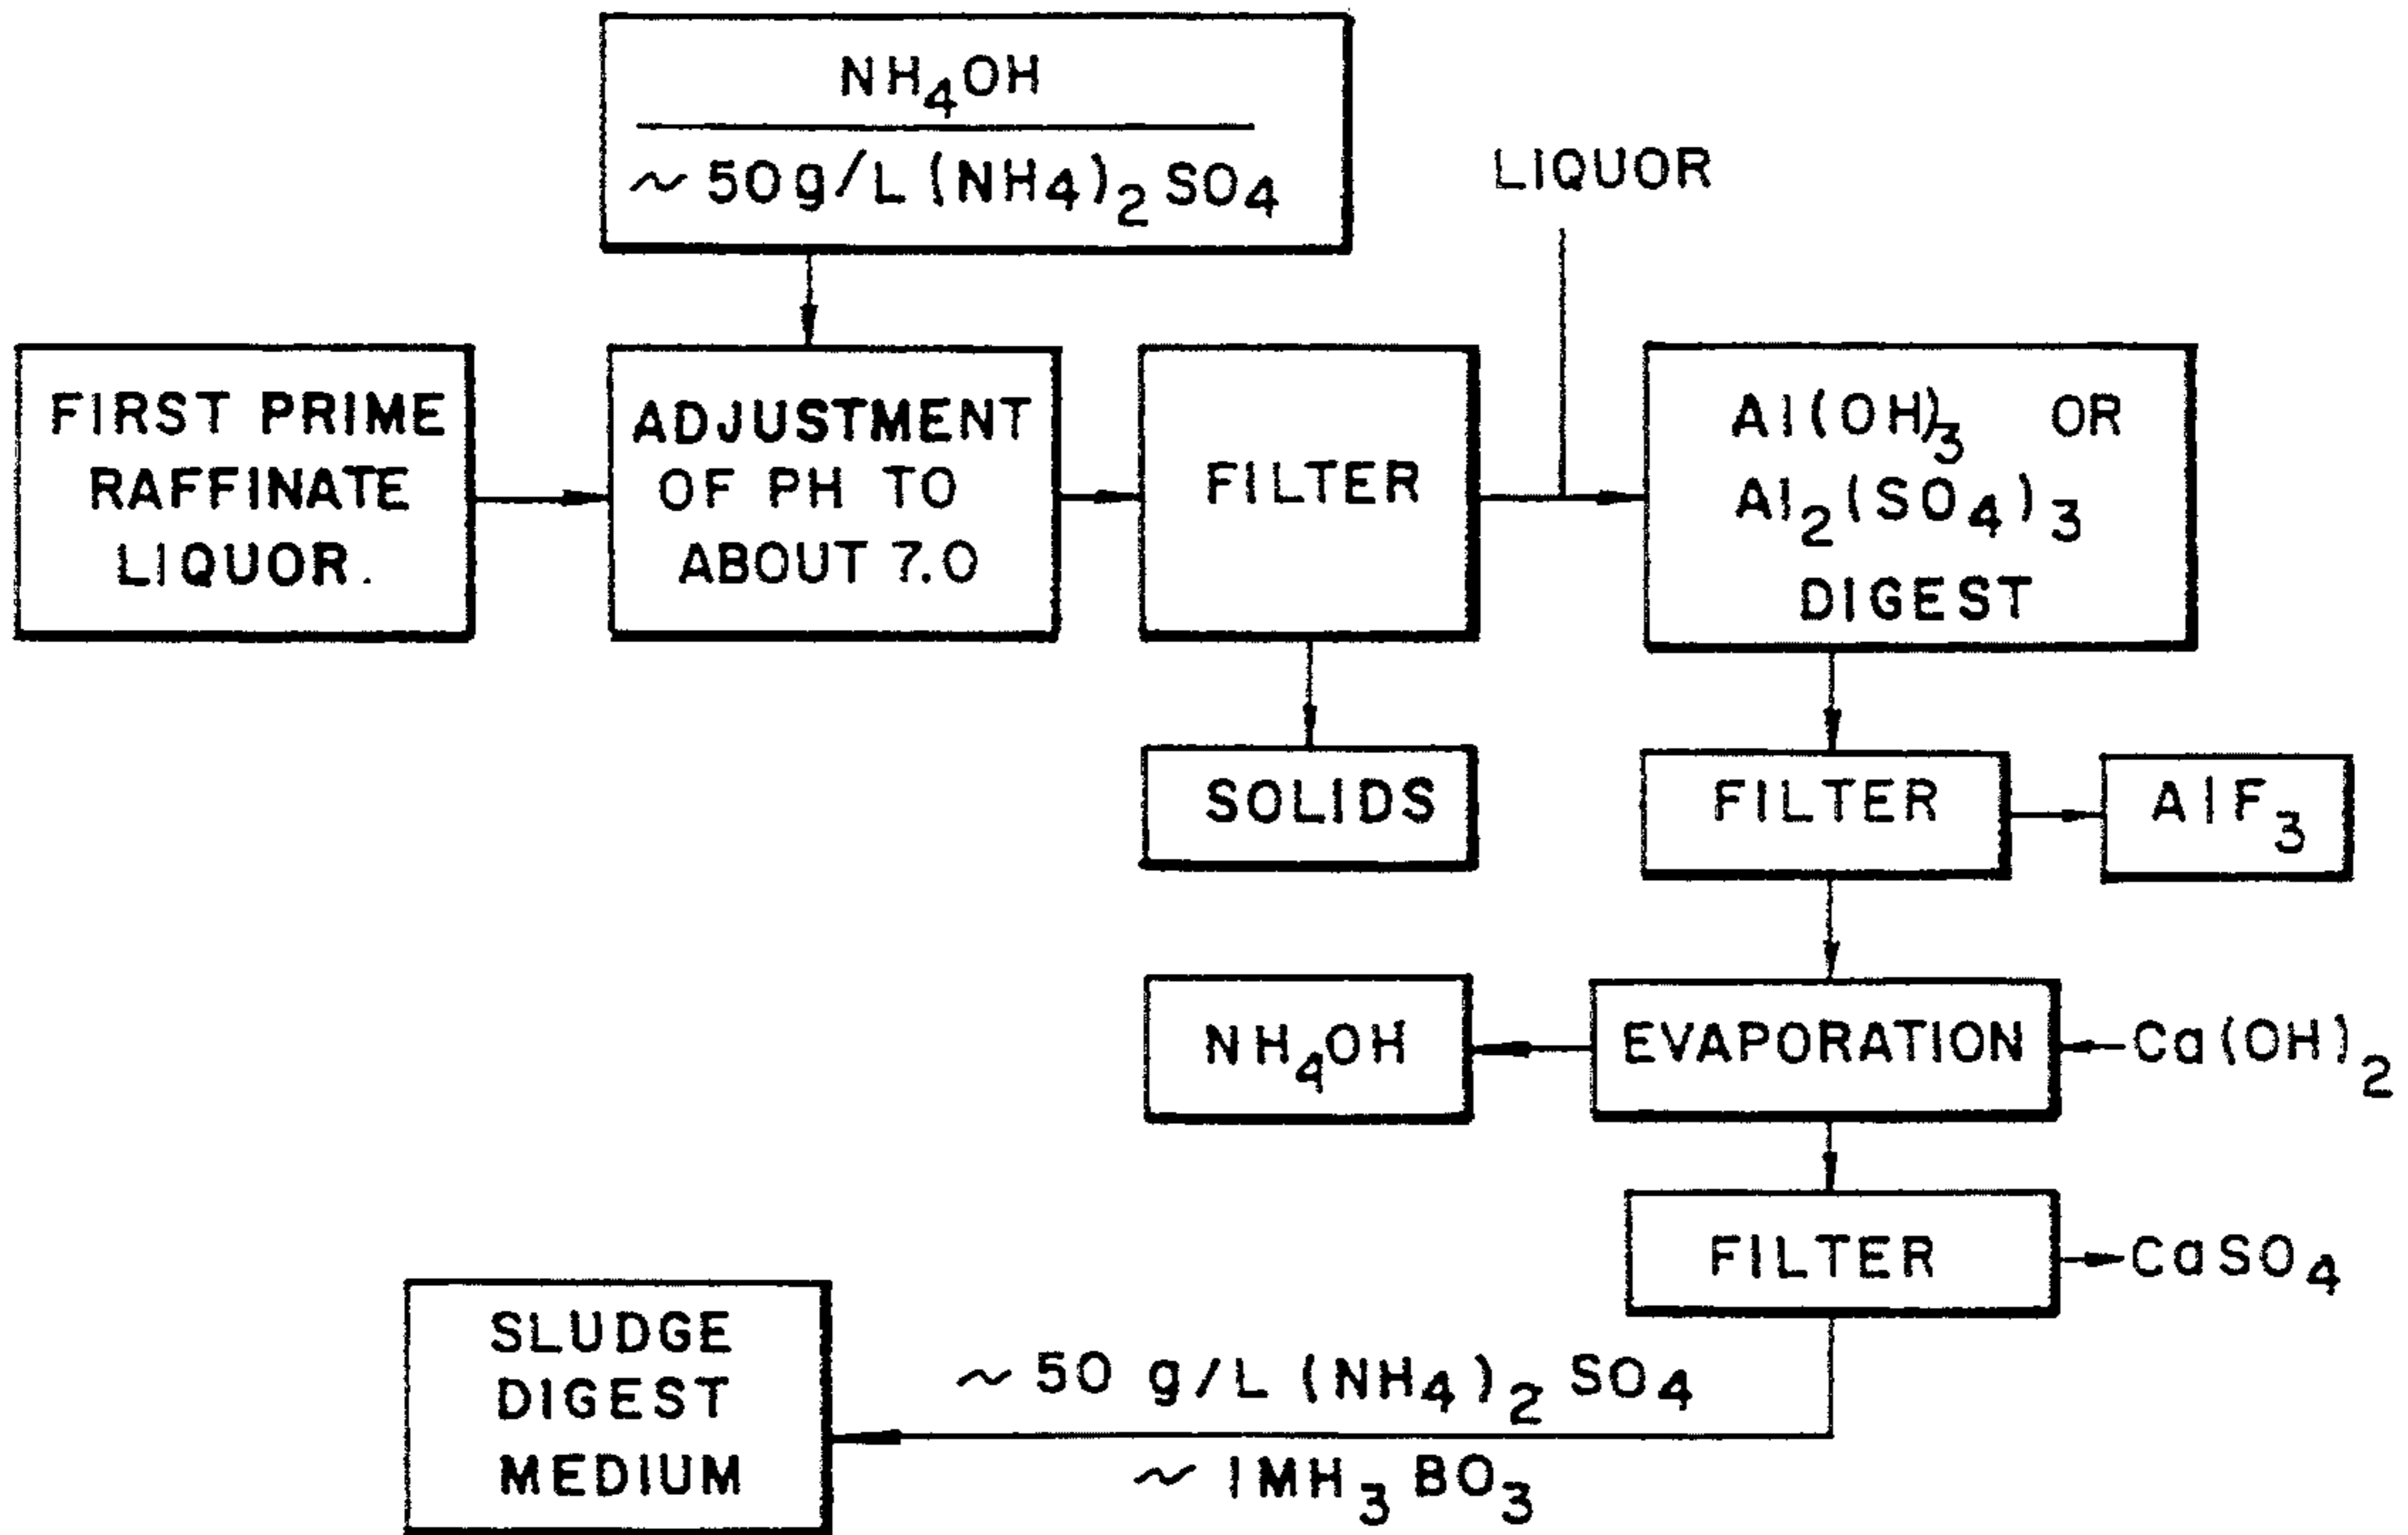 NH₄OH
~ 50g/L (NH4)₂ SO₄
LIQUOR
FIRST PRIME
RAFFINATE
LIQUOR.
ADJUSTMENT
OF PH TO
ABOUT 7.0
FILTER
Al(OH)₃ OR
Al₂(SO₄)₃
DIGEST
SOLIDS
FILTER
AlF₃
NH₄OH
EVAPORATION
Ca(OH)₂
FILTER
CaSO₄
SLUDGE
DIGEST
MEDIUM
~ 50 g/L (NH4)₂ SO₄
~ 1MH₃ BO₃